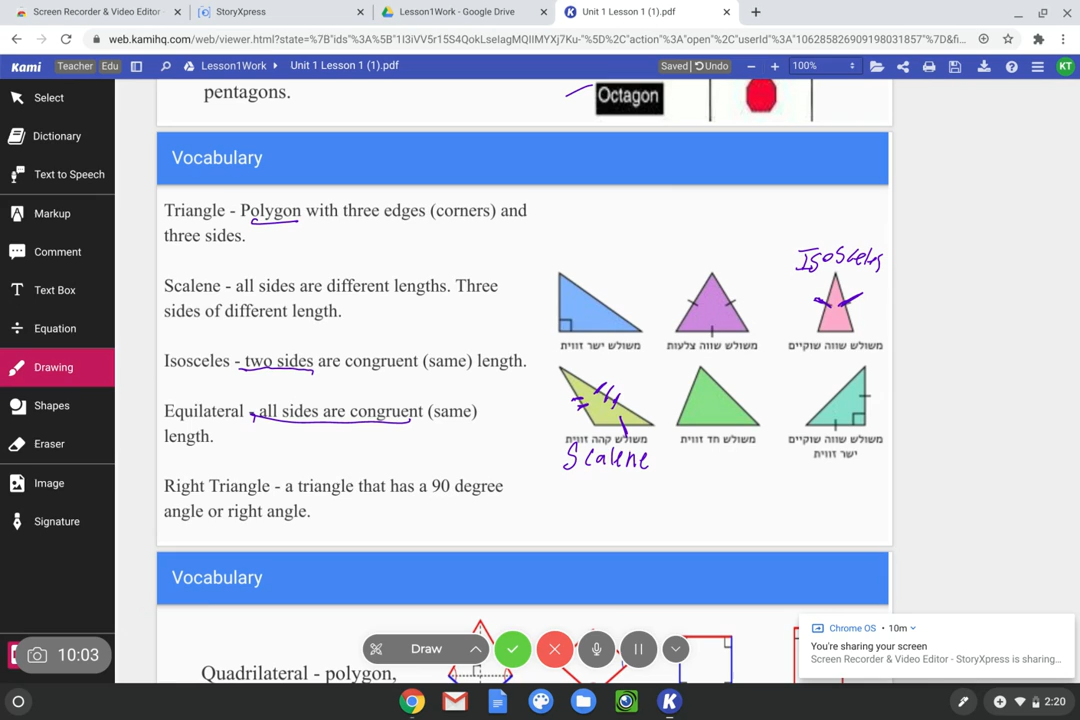 Screen Recorder & Video Editor -
StoryXpress
Lesson1Work - Google Drive
Unit 1 Lesson 1 (1).pdf
web.kamihq.com/web/viewer.html?state=%7B"ids"%3A%5B"1I3iVV5r15S4QokLseIagMQIIMYXj7Ku-"%5D%2C"action"%3A"open"%2C"userId"%3A"106285826909198031857"%7D&fi...
Kami Teacher Edu Lesson1Work Unit 1 Lesson 1 (1).pdf Saved Undo 100% KT
Select
Dictionary
Text to Speech
Markup
Comment
Text Box
Equation
Drawing
Shapes
Eraser
Image
Signature
10:03
pentagons.
Octagon
Vocabulary
Triangle - Polygon with three edges (corners) and
three sides.
Scalene - all sides are different lengths. Three
sides of different length.
Isosceles - two sides are congruent (same) length.
Equilateral - all sides are congruent (same)
length.
Right Triangle - a triangle that has a 90 degree
angle or right angle.
Isosceles
משולש ישר זווית
משולש שווה צלעות
משולש שווה שוקיים
משולש קהה זווית
משולש חד זווית
משולש שווה שוקיים
ישר זווית
Scalene
Vocabulary
Quadrilateral - polygon,
Draw
Chrome OS • 10m
You're sharing your screen
Screen Recorder & Video Editor - StoryXpress is sharing...
2:20